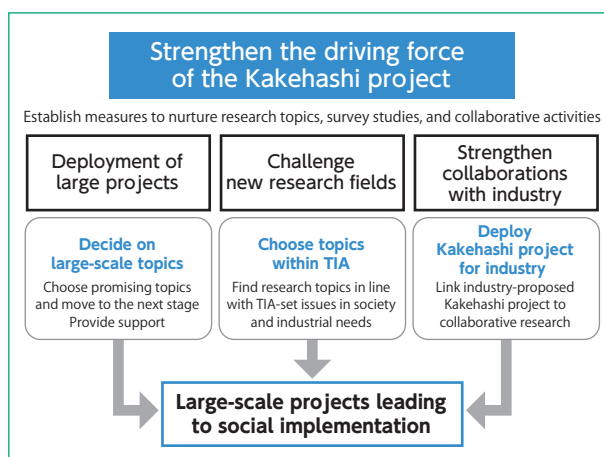 Strengthen the driving force
of the Kakehashi project
Establish measures to nurture research topics, survey studies, and collaborative activities
Deployment of
large projects
Challenge
new research fields
Strengthen
collaborations
with industry
Decide on
large-scale topics
Choose promising topics
and move to the next stage
Provide support
Choose topics
within TIA
Find research topics in line
with TIA-set issues in society
and industrial needs
Deploy
Kakehashi project
for industry
Link industry-proposed
Kakehashi project to
collaborative research
Large-scale projects leading
to social implementation